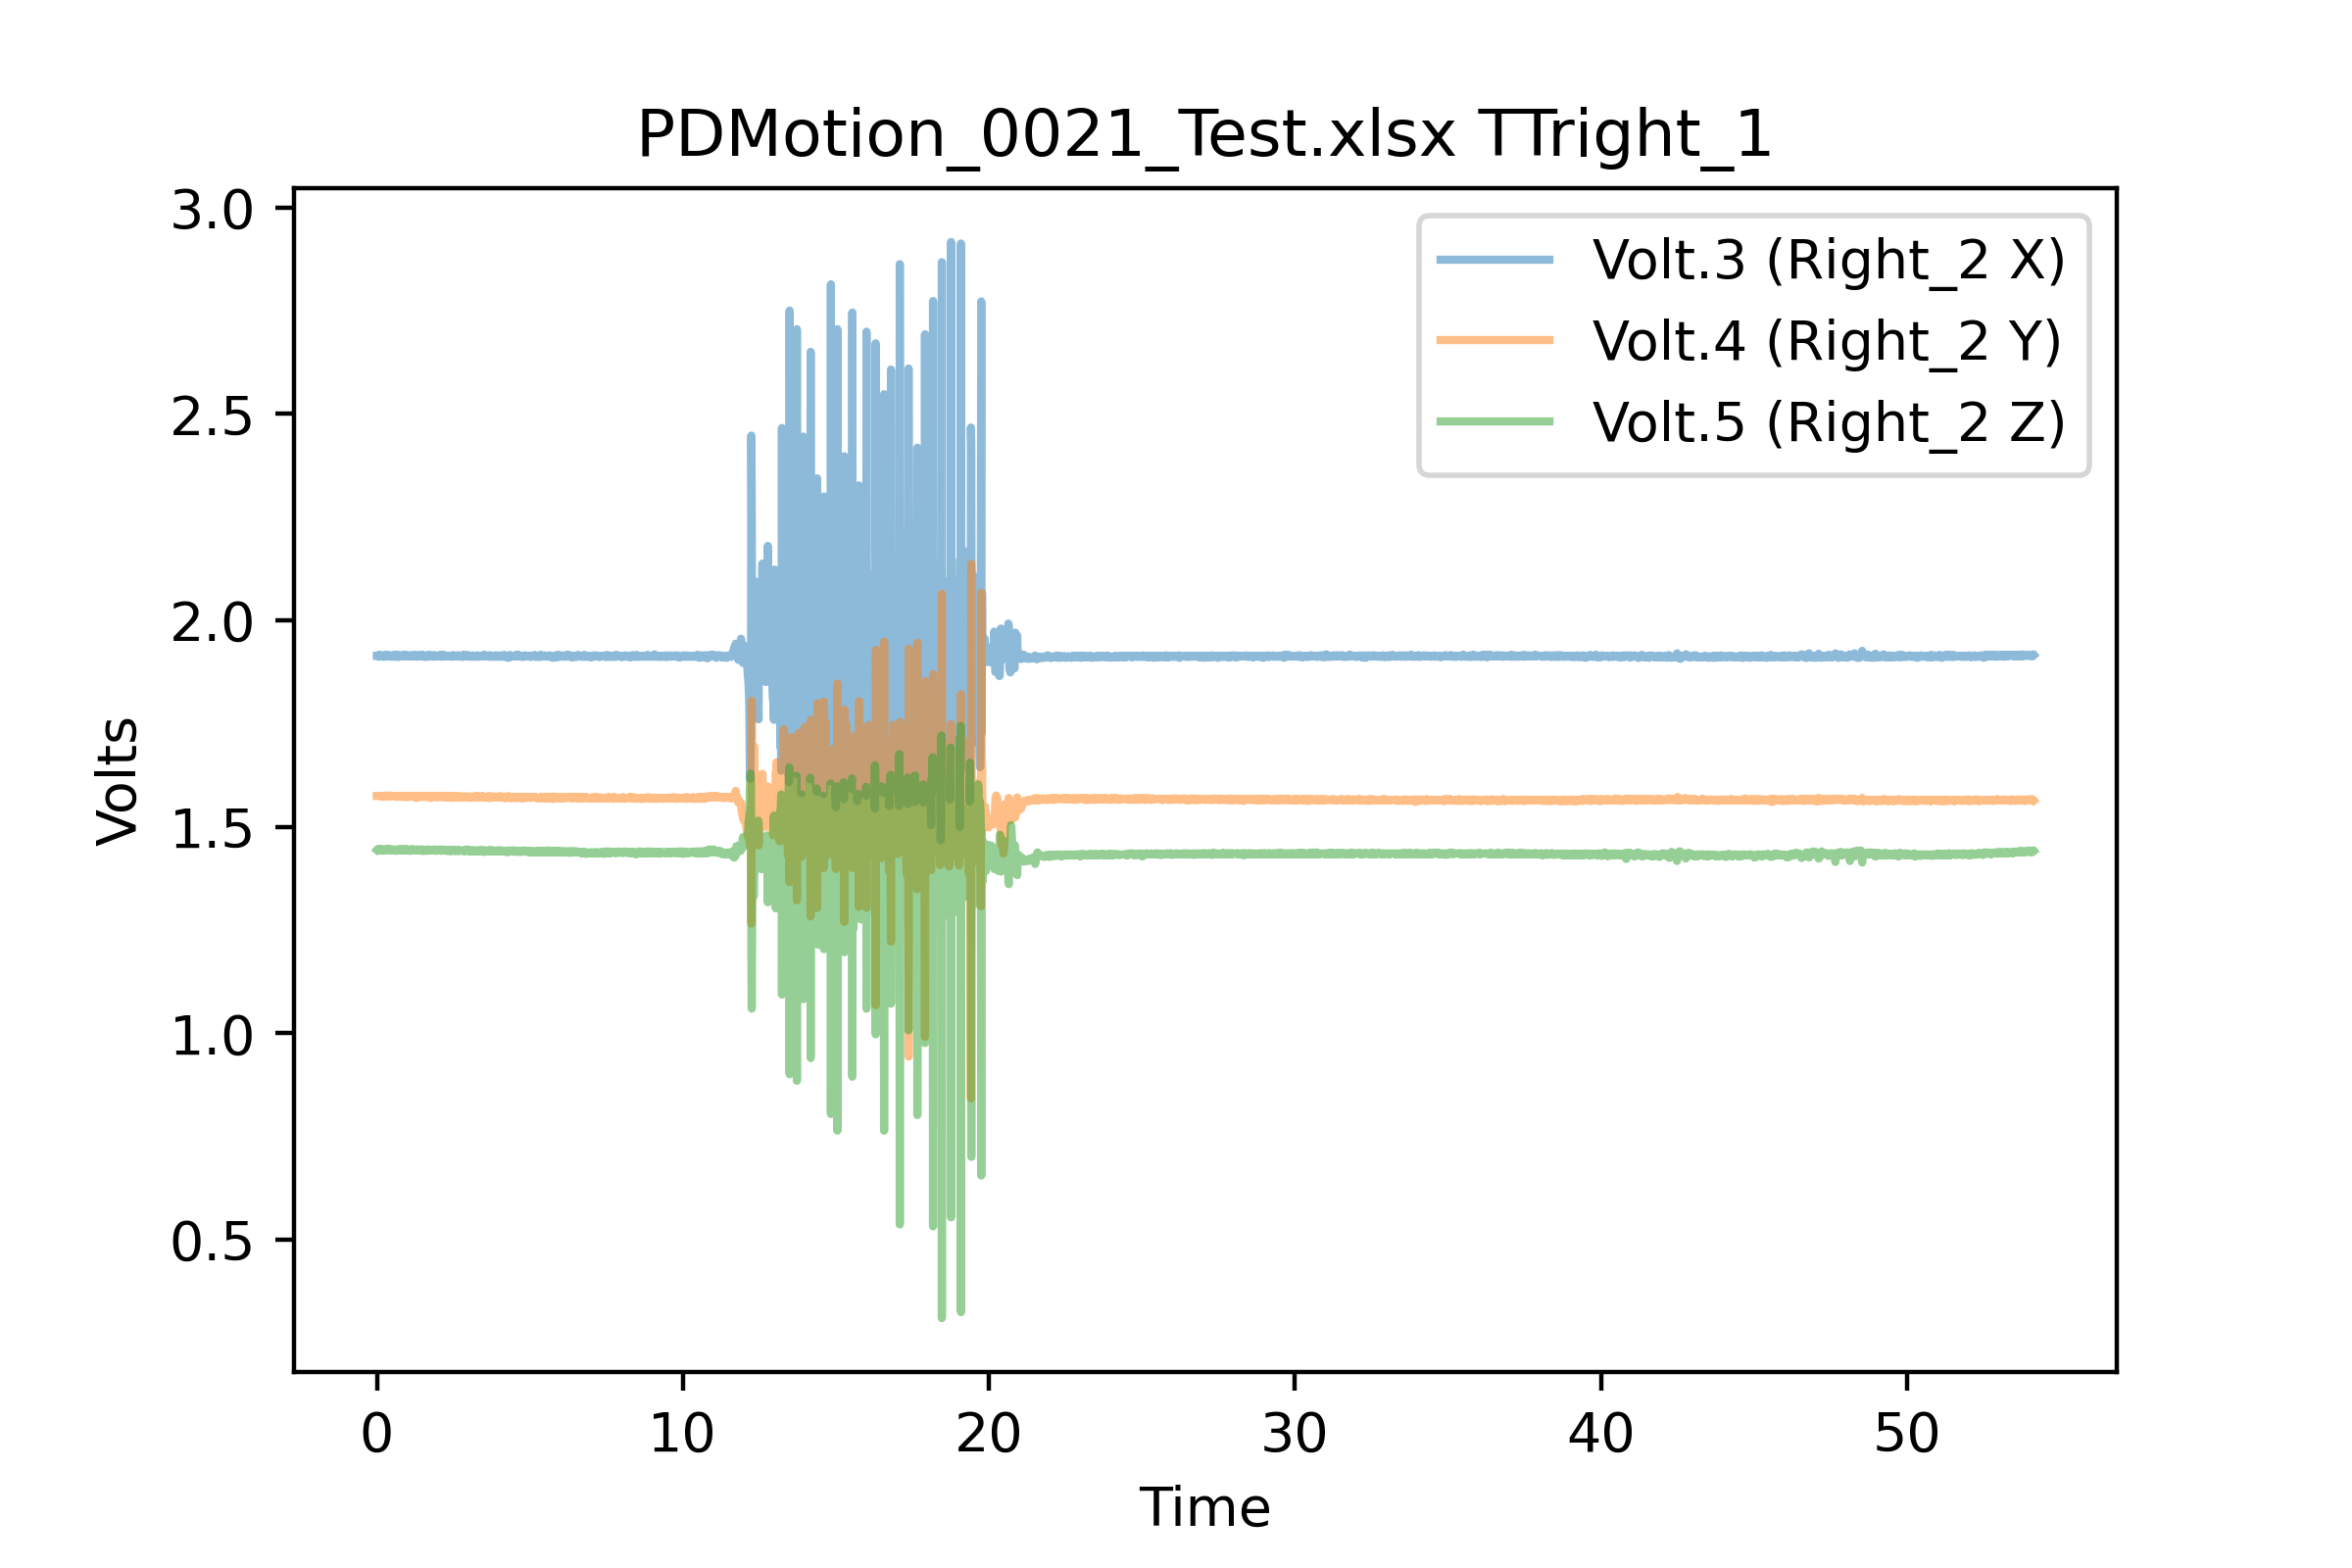 PDMotion_0021_Test.xlsx TTright_1
3.0
2.5
2.0
1.5
1.0
0.5
Volts
Volt.3 (Right_2 X)
Volt.4 (Right_2 Y)
Volt.5 (Right_2 Z)
0 10 20 30 40 50
Time